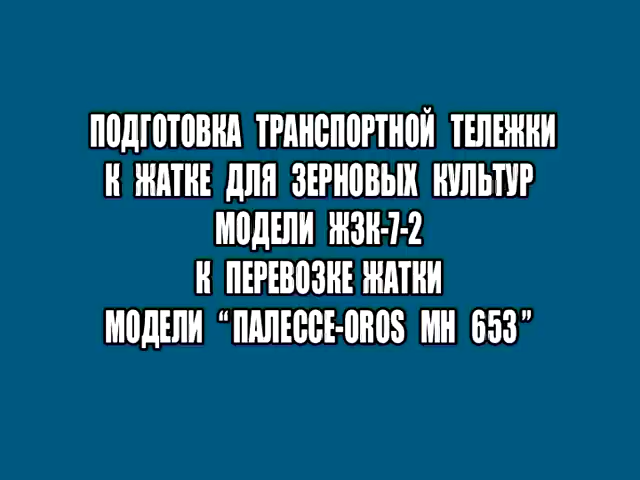 ПОДГОТОВКА ТРАНСПОРТНОЙ ТЕЛЕЖКИ
К ЖАТКЕ ДЛЯ ЗЕРНОВЫХ КУЛЬТУР
МОДЕЛИ ЖЗК-7-2
К ПЕРЕВОЗКЕ ЖАТКИ
МОДЕЛИ “ПАЛЕССЕ-OROS МН 653”